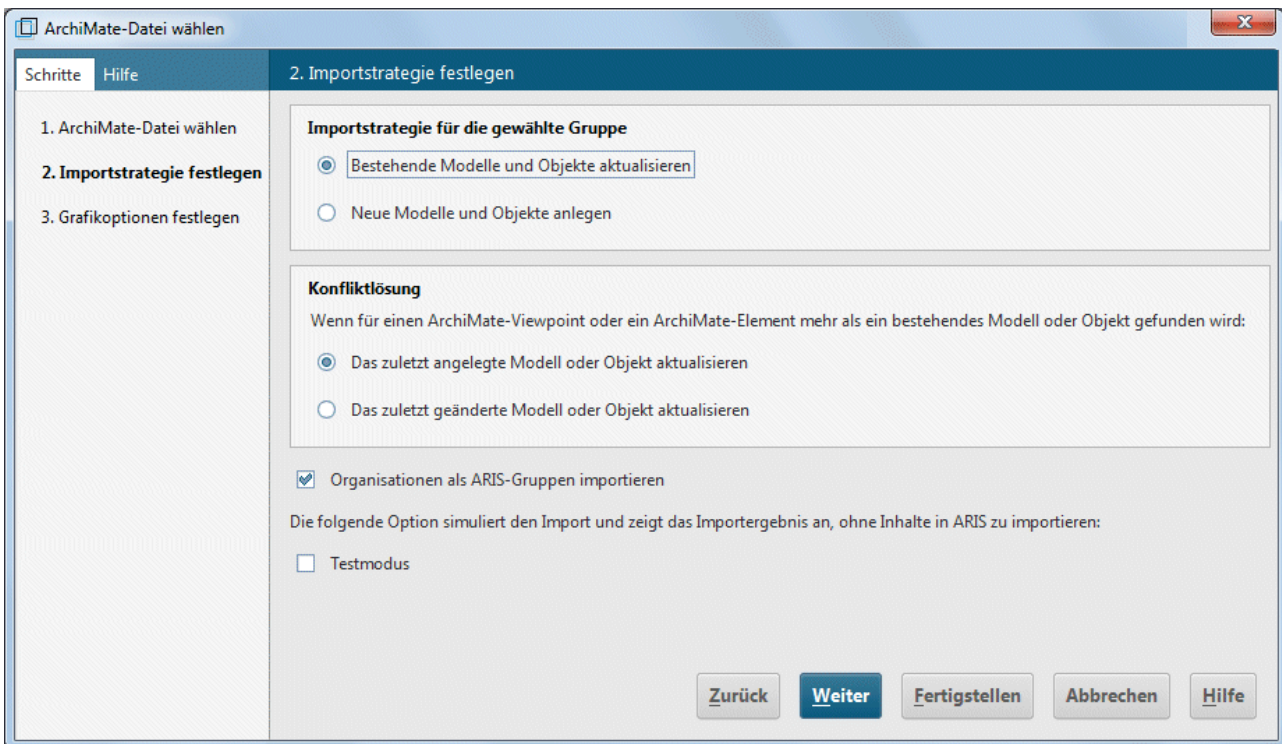 ArchiMate-Datei wählen
Schritte Hilfe
1. ArchiMate-Datei wählen
2. Importstrategie festlegen
3. Grafikoptionen festlegen
2. Importstrategie festlegen
Importstrategie für die gewählte Gruppe
Bestehende Modelle und Objekte aktualisieren
Neue Modelle und Objekte anlegen
Konfliktlösung
Wenn für einen ArchiMate-Viewpoint oder ein ArchiMate-Element mehr als ein bestehendes Modell oder Objekt gefunden wird:
Das zuletzt angelegte Modell oder Objekt aktualisieren
Das zuletzt geänderte Modell oder Objekt aktualisieren
Organisationen als ARIS-Gruppen importieren
Die folgende Option simuliert den Import und zeigt das Importergebnis an, ohne Inhalte in ARIS zu importieren:
Testmodus
Zurück Weiter Fertigstellen Abbrechen Hilfe